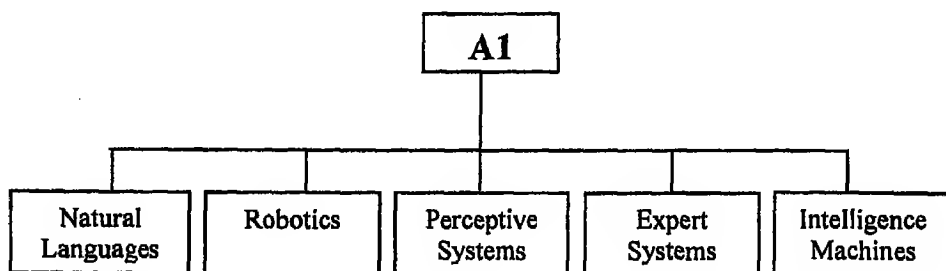 A1
Natural
Languages
Robotics
Perceptive
Systems
Expert
Systems
Intelligence
Machines